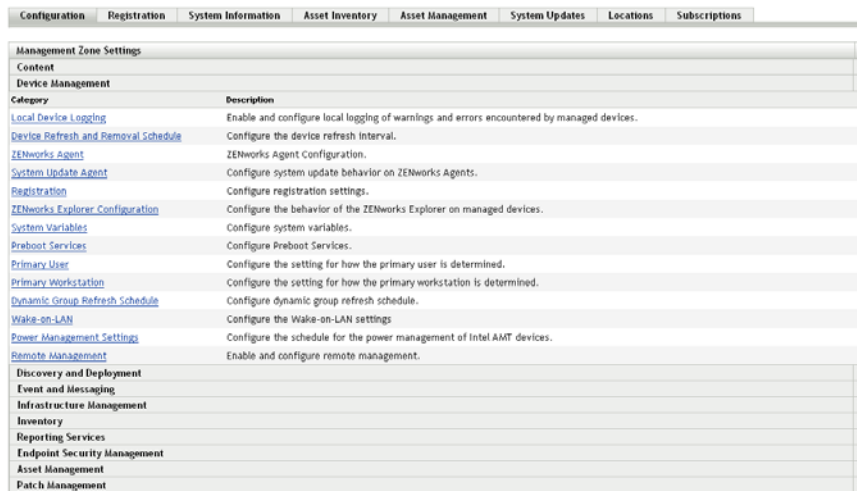 Configuration Registration System Information Asset Inventory Asset Management System Updates Locations Subscriptions
Management Zone Settings
Content
Device Management
Category Description
Local Device Logging Enable and configure local logging of warnings and errors encountered by managed devices.
Device Refresh and Removal Schedule Configure the device refresh interval.
ZENworks Agent ZENworks Agent Configuration.
System Update Agent Configure system update behavior on ZENworks Agents.
Registration Configure registration settings.
ZENworks Explorer Configuration Configure the behavior of the ZENworks Explorer on managed devices.
System Variables Configure system variables.
Preboot Services Configure Preboot Services.
Primary User Configure the setting for how the primary user is determined.
Primary Workstation Configure the setting for how the primary workstation is determined.
Dynamic Group Refresh Schedule Configure dynamic group refresh schedule.
Wake-on-LAN Configure the Wake-on-LAN settings
Power Management Settings Configure the schedule for the power management of Intel AMT devices.
Remote Management Enable and configure remote management.
Discovery and Deployment
Event and Messaging
Infrastructure Management
Inventory
Reporting Services
Endpoint Security Management
Asset Management
Patch Management